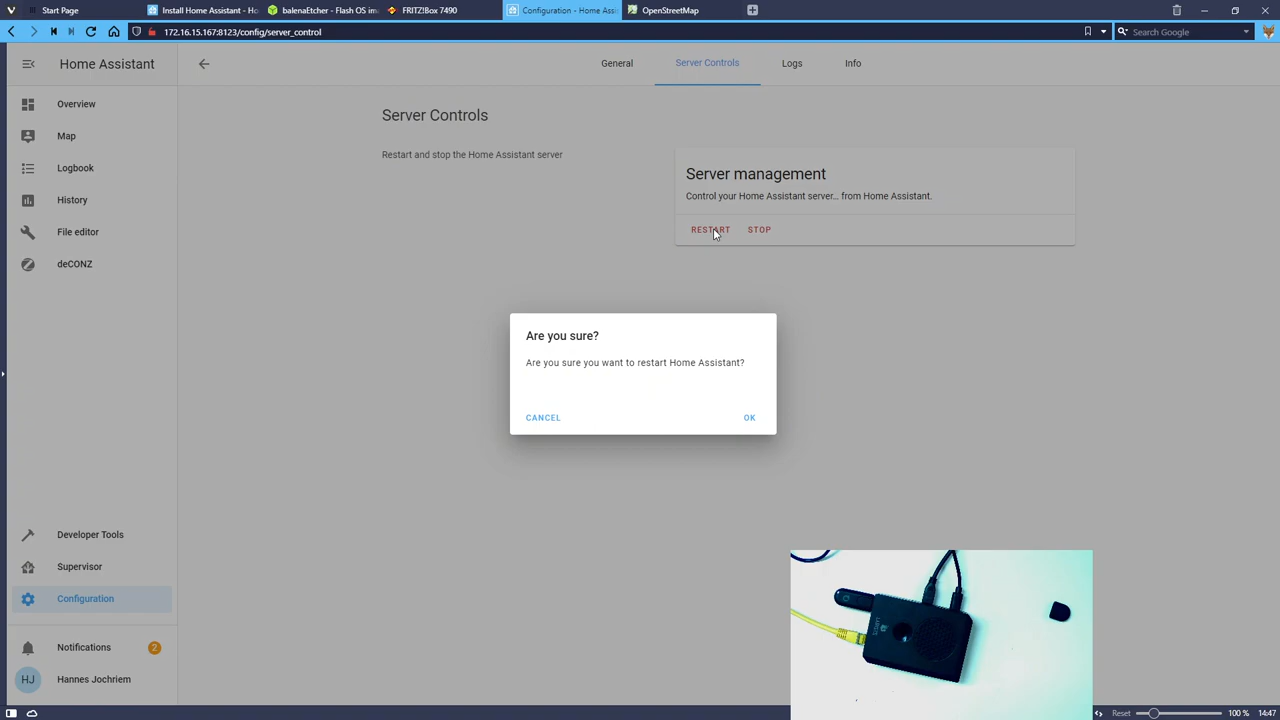 Start Page
Install Home Assistant - Ho
balenaEtcher - Flash OS im
FRITZ!Box 7490
Configuration - Home Assi
OpenStreetMap
172.16.15.167:8123/config/server_control
Search Google
Home Assistant
General
Server Controls
Logs
Info
Overview
Map
Logbook
History
File editor
deCONZ
Server Controls
Restart and stop the Home Assistant server
Server management
Control your Home Assistant server… from Home Assistant.
RESTART
STOP
Are you sure?
Are you sure you want to restart Home Assistant?
CANCEL
OK
Developer Tools
Supervisor
Configuration
Notifications
2
HJ
Hannes Jochriem
Reset
100 %
14:47